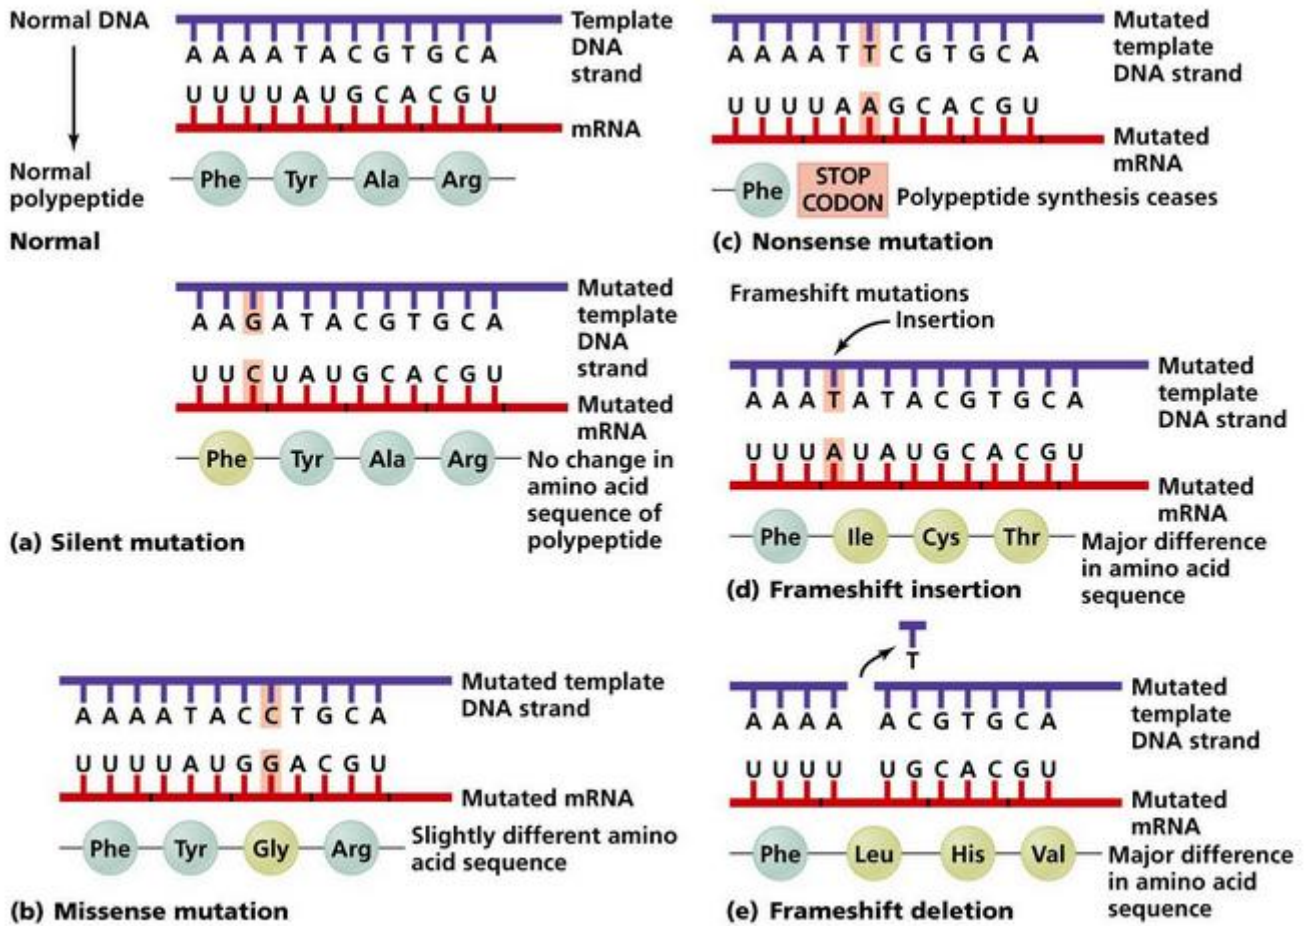 Normal DNA
Template
DNA
strand
A A A A T A C G T G C A
U U U U A U G C A C G U
mRNA
Normal
polypeptide
Phe Tyr Ala Arg
Normal
Mutated
template
DNA
strand
A A G A T A C G T G C A
U U C U A U G C A C G U
Mutated
mRNA
Phe Tyr Ala Arg
No change in
amino acid
sequence of
polypeptide
(a) Silent mutation
Mutated template
DNA strand
A A A A T A C C T G C A
U U U U A U G G A C G U
Mutated mRNA
Phe Tyr Gly Arg
Slightly different amino
acid sequence
(b) Missense mutation
Mutated
template
DNA strand
A A A A T T C G T G C A
U U U U A A G C A C G U
Mutated
mRNA
Phe
STOP
CODON
Polypeptide synthesis ceases
(c) Nonsense mutation
Frameshift mutations
Insertion
Mutated
template
DNA strand
A A A T A T A C G T G C A
U U U A U A U G C A C G U
Mutated
mRNA
Phe Ile Cys Thr
Major difference
in amino acid
sequence
(d) Frameshift insertion
T
Mutated
template
DNA strand
A A A A A C G T G C A
U U U U U G C A C G U
Mutated
mRNA
Phe Leu His Val
Major difference
in amino acid
sequence
(e) Frameshift deletion